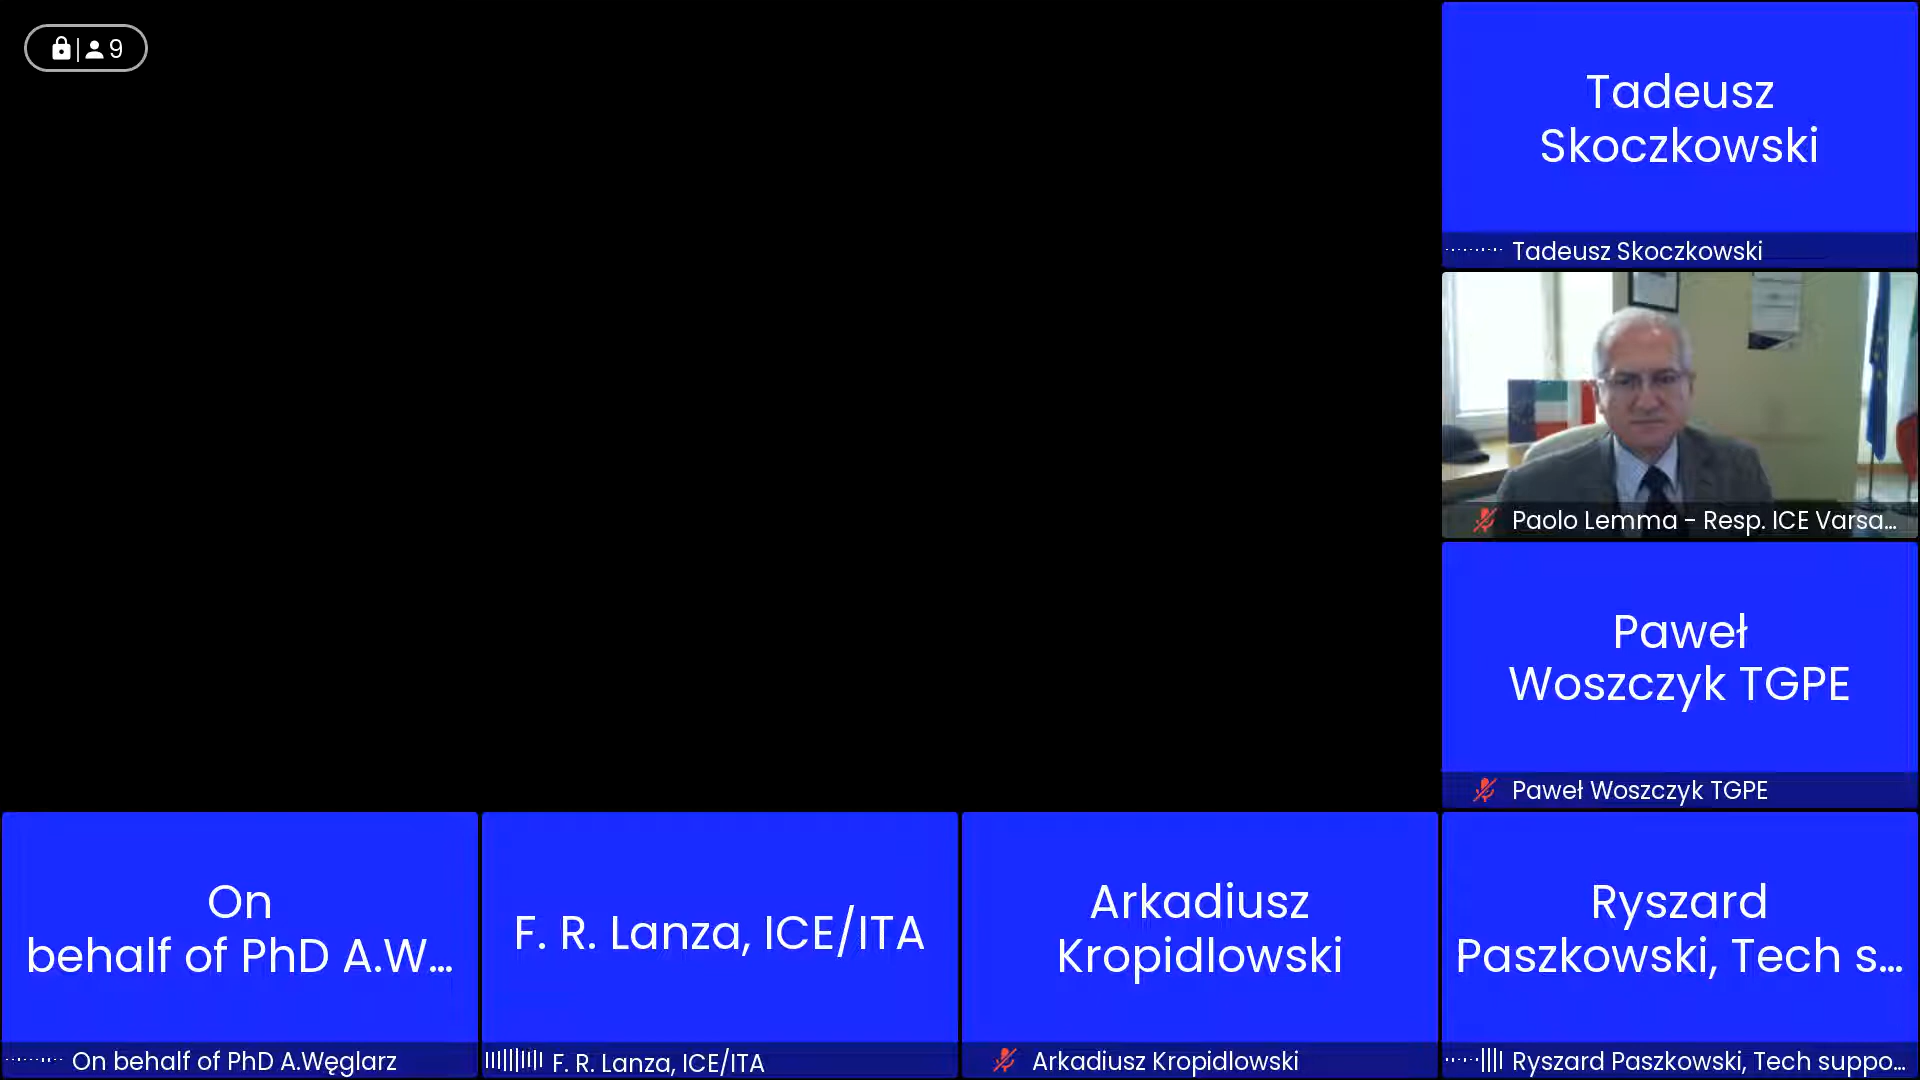 9
Tadeusz
Skoczkowski
Tadeusz Skoczkowski
Paolo Lemma - Resp. ICE Varsa...
Paweł
Woszczyk TGPE
Paweł Woszczyk TGPE
On
behalf of PhD A.W...
On behalf of PhD A.Węglarz
F. R. Lanza, ICE/ITA
F. R. Lanza, ICE/ITA
Arkadiusz
Kropidlowski
Arkadiusz Kropidlowski
Ryszard
Paszkowski, Tech s...
Ryszard Paszkowski, Tech suppo...